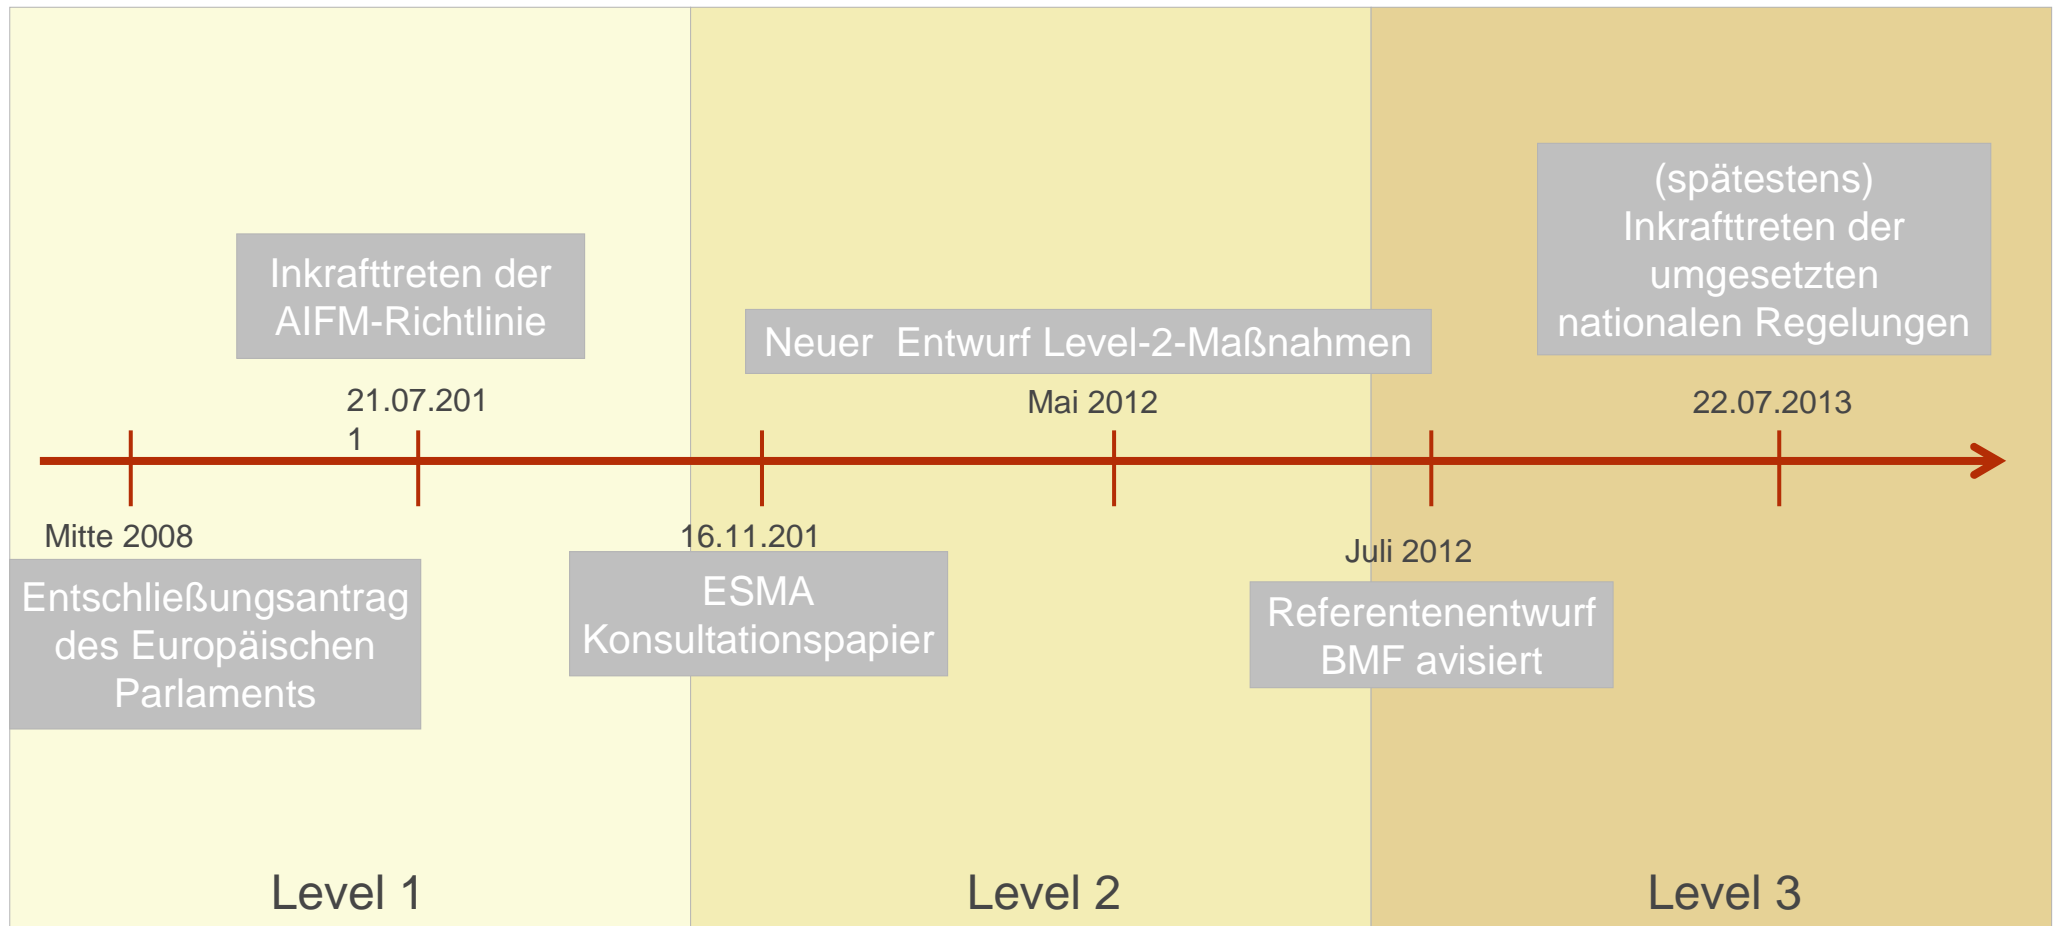 Inkrafttreten der
AIFM-Richtlinie
21.07.201
1
Mitte 2008
Entschließungsantrag
des Europäischen
Parlaments
Level 1
Neuer  Entwurf Level-2-Maßnahmen
Mai 2012
16.11.201
ESMA
Konsultationspapier
Level 2
(spätestens)
Inkrafttreten der
umgesetzten
nationalen Regelungen
22.07.2013
Juli 2012
Referentenentwurf
BMF avisiert
Level 3